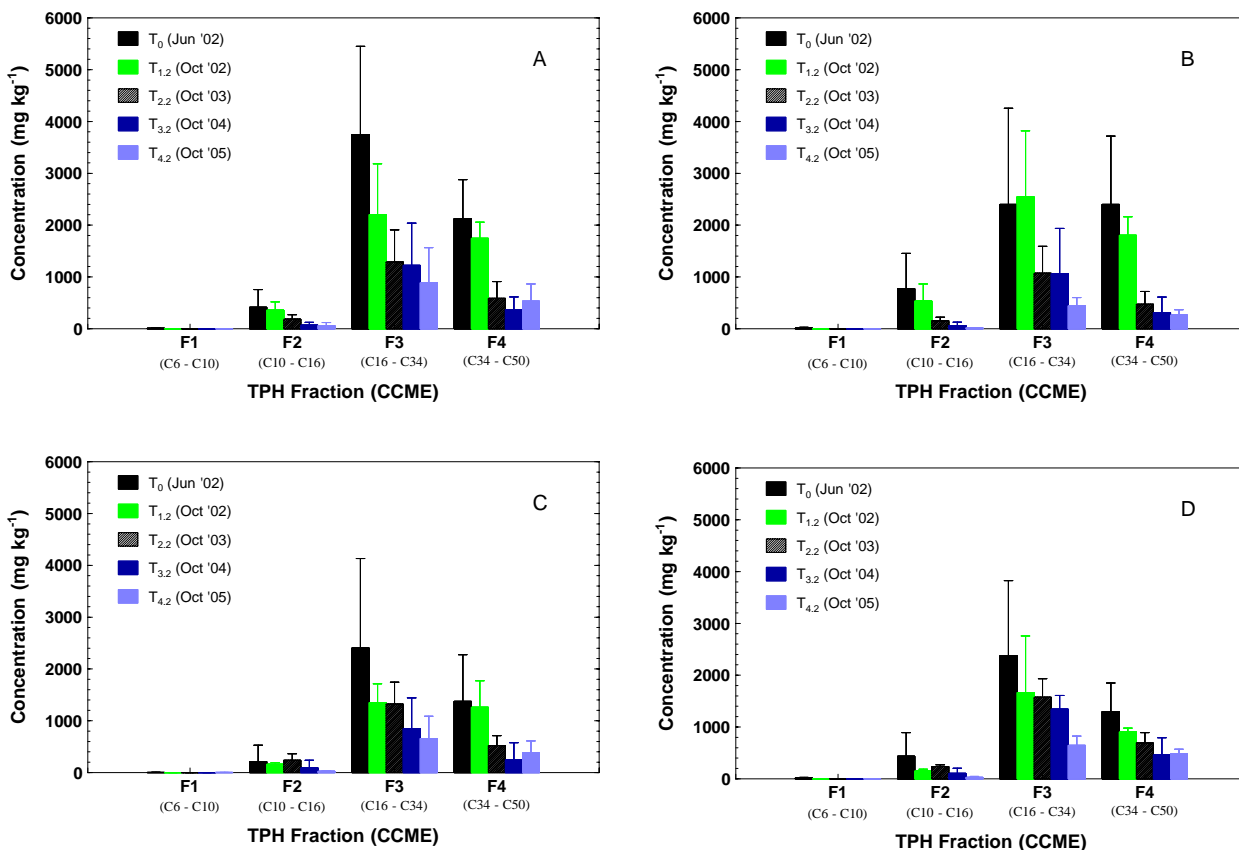 6000
5000
4000
3000
2000
1000
0
Concentration (mg kg-1)
T0 (Jun '02)
T1.2 (Oct '02)
T2.2 (Oct '03)
T3.2 (Oct '04)
T4.2 (Oct '05)
A
F1 F2 F3 F4
(C6 - C10) (C10 - C16) (C16 - C34) (C34 - C50)
TPH Fraction (CCME)
6000
5000
4000
3000
2000
1000
0
Concentration (mg kg-1)
T0 (Jun '02)
T1.2 (Oct '02)
T2.2 (Oct '03)
T3.2 (Oct '04)
T4.2 (Oct '05)
B
F1 F2 F3 F4
(C6 - C10) (C10 - C16) (C16 - C34) (C34 - C50)
TPH Fraction (CCME)
6000
5000
4000
3000
2000
1000
0
Concentration (mg kg-1)
T0 (Jun '02)
T1.2 (Oct '02)
T2.2 (Oct '03)
T3.2 (Oct '04)
T4.2 (Oct '05)
C
F1 F2 F3 F4
(C6 - C10) (C10 - C16) (C16 - C34) (C34 - C50)
TPH Fraction (CCME)
6000
5000
4000
3000
2000
1000
0
Concentration (mg kg-1)
T0 (Jun '02)
T1.2 (Oct '02)
T2.2 (Oct '03)
T3.2 (Oct '04)
T4.2 (Oct '05)
D
F1 F2 F3 F4
(C6 - C10) (C10 - C16) (C16 - C34) (C34 - C50)
TPH Fraction (CCME)